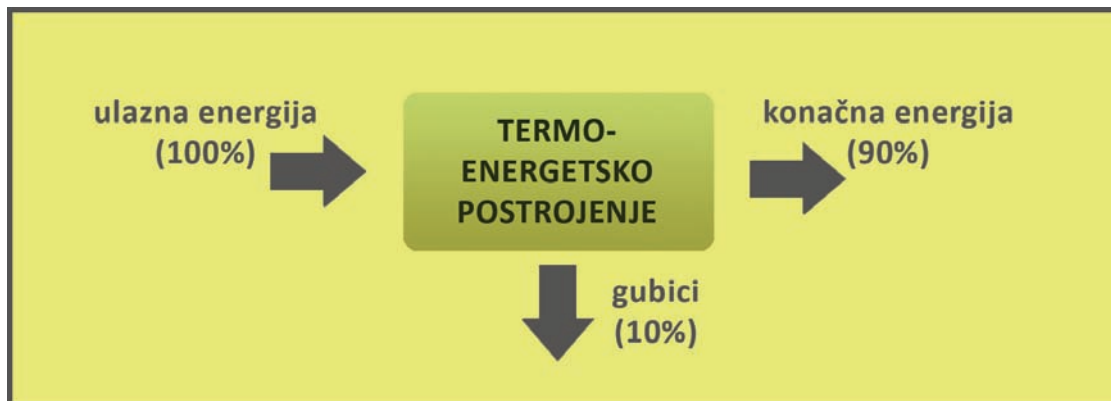 ulazna energija
(100%)
TERMO-
ENERGETSKO
POSTROJENJE
konačna energija
(90%)
gubici
(10%)